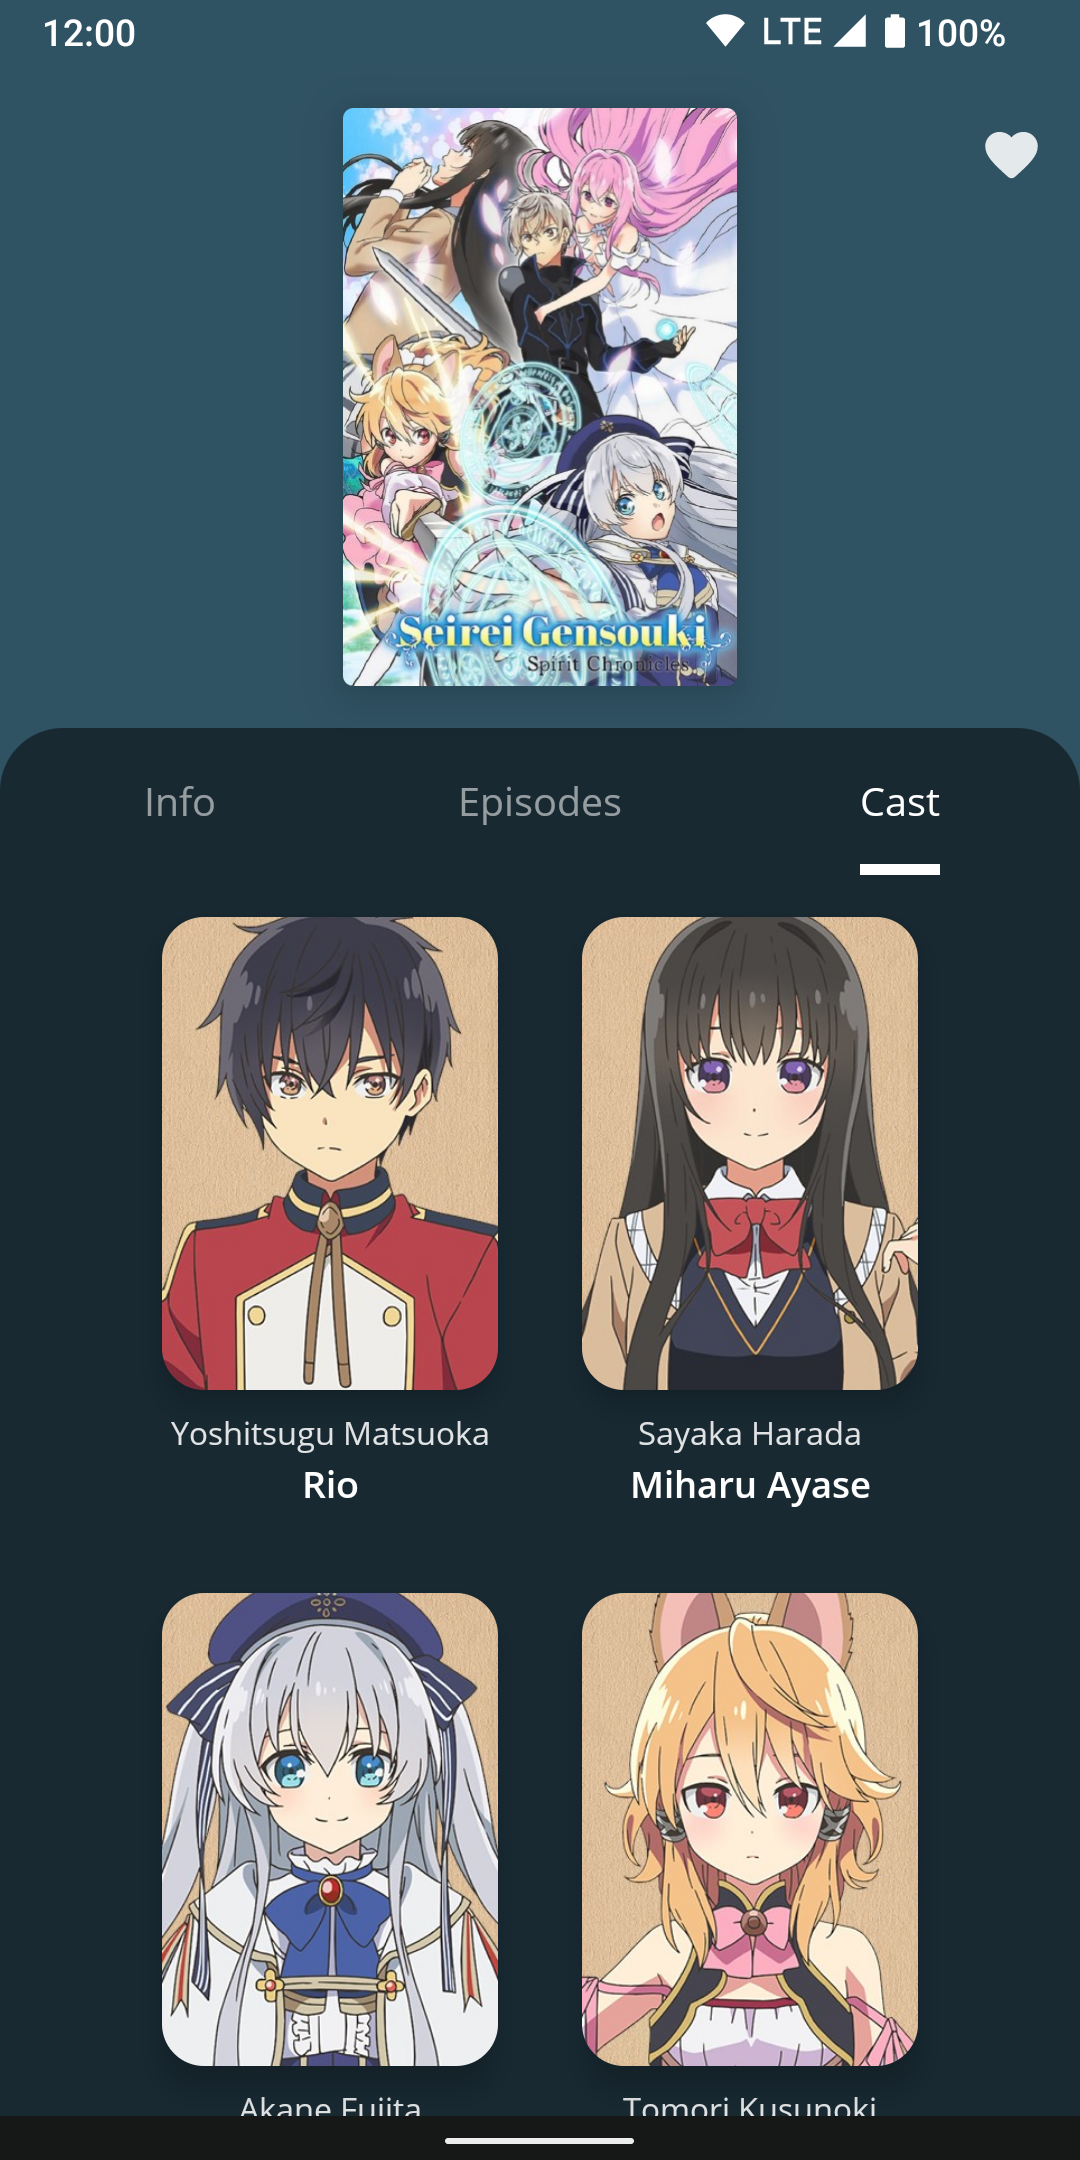 12:00
LTE
100%
Seirei Gensouki
Spirit Chronicles
Info
Episodes
Cast
Yoshitsugu Matsuoka
Sayaka Harada
Rio
Miharu Ayase
Akane Fujita
Tomori Kusunoki